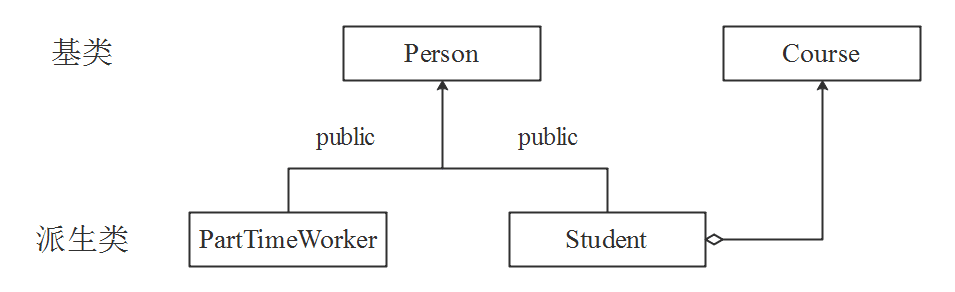 基类
Person
Course
public
public
派生类
PartTimeWorker
Student